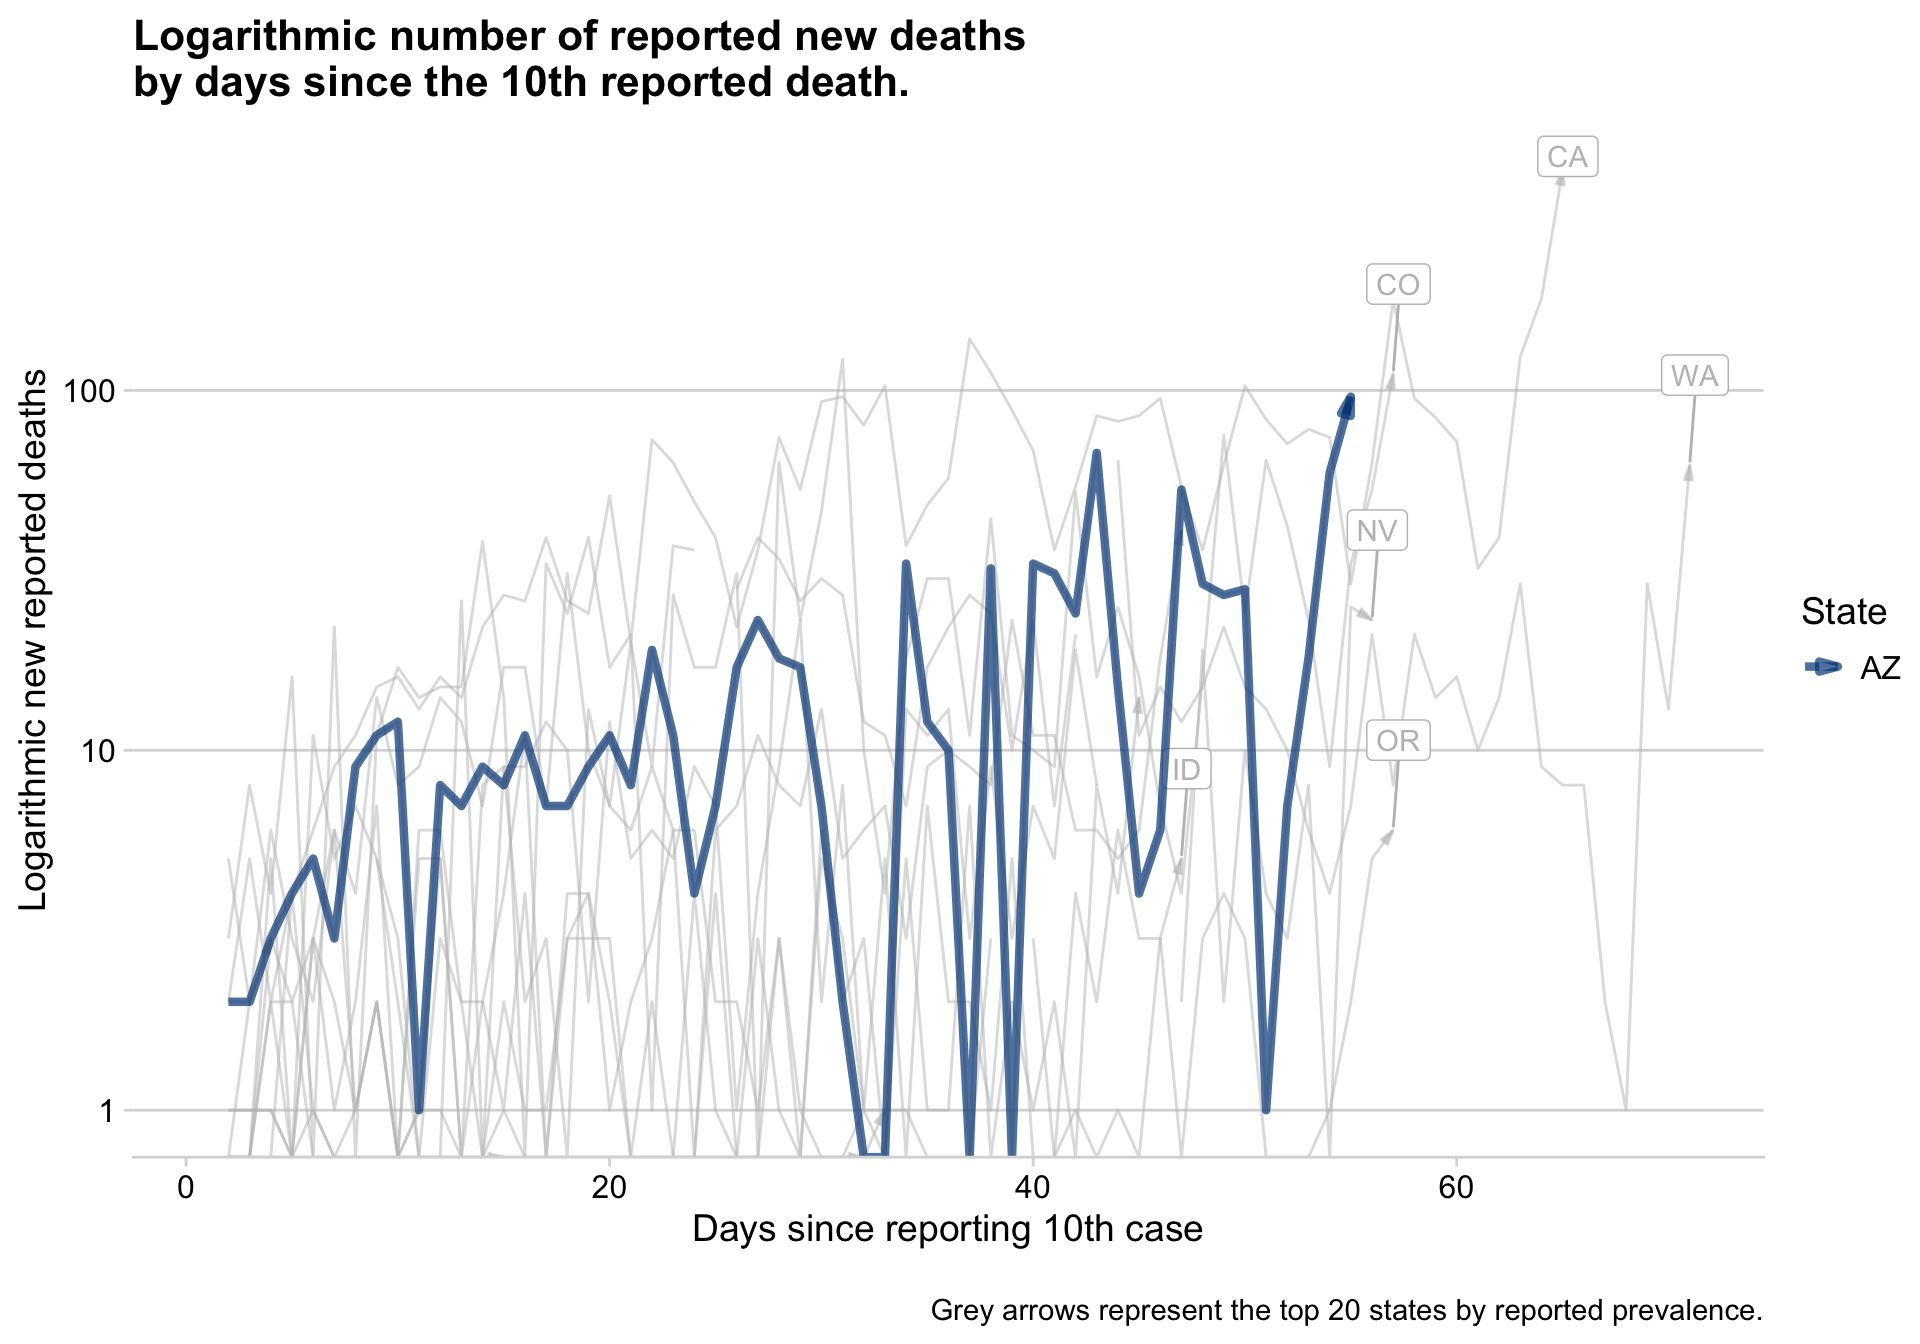 Logarithmic number of reported new deaths
by days since the 10th reported death.
CA
CO
WA
100
NV
State
AZ
OR
10
ID
1
Logarithmic new reported deaths
0 20 40 60
Days since reporting 10th case
Grey arrows represent the top 20 states by reported prevalence.